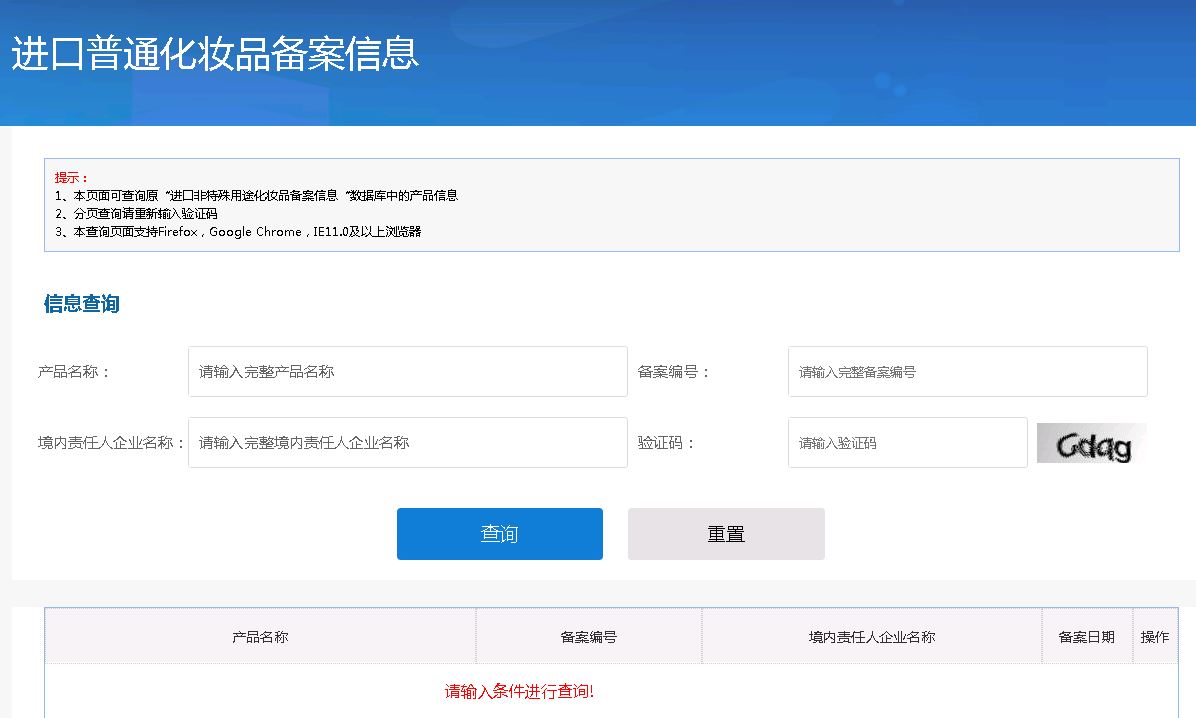 进口普通化妆品备案信息
提示：
1、本页面可查询原“进口非特殊用途化妆品备案信息“数据库中的产品信息
2、分页查询请重新输入验证码
3、本查询页面支持Firefox，Google Chrome，IE11.0及以上浏览器
信息查询
产品名称： 请输入完整产品名称 备案编号： 请输入完整备案编号
境内责任人企业名称： 请输入完整境内责任人企业名称 验证码： 请输入验证码 Gdqg
查询 重置
产品名称 备案编号 境内责任人企业名称 备案日期 操作
请输入条件进行查询!